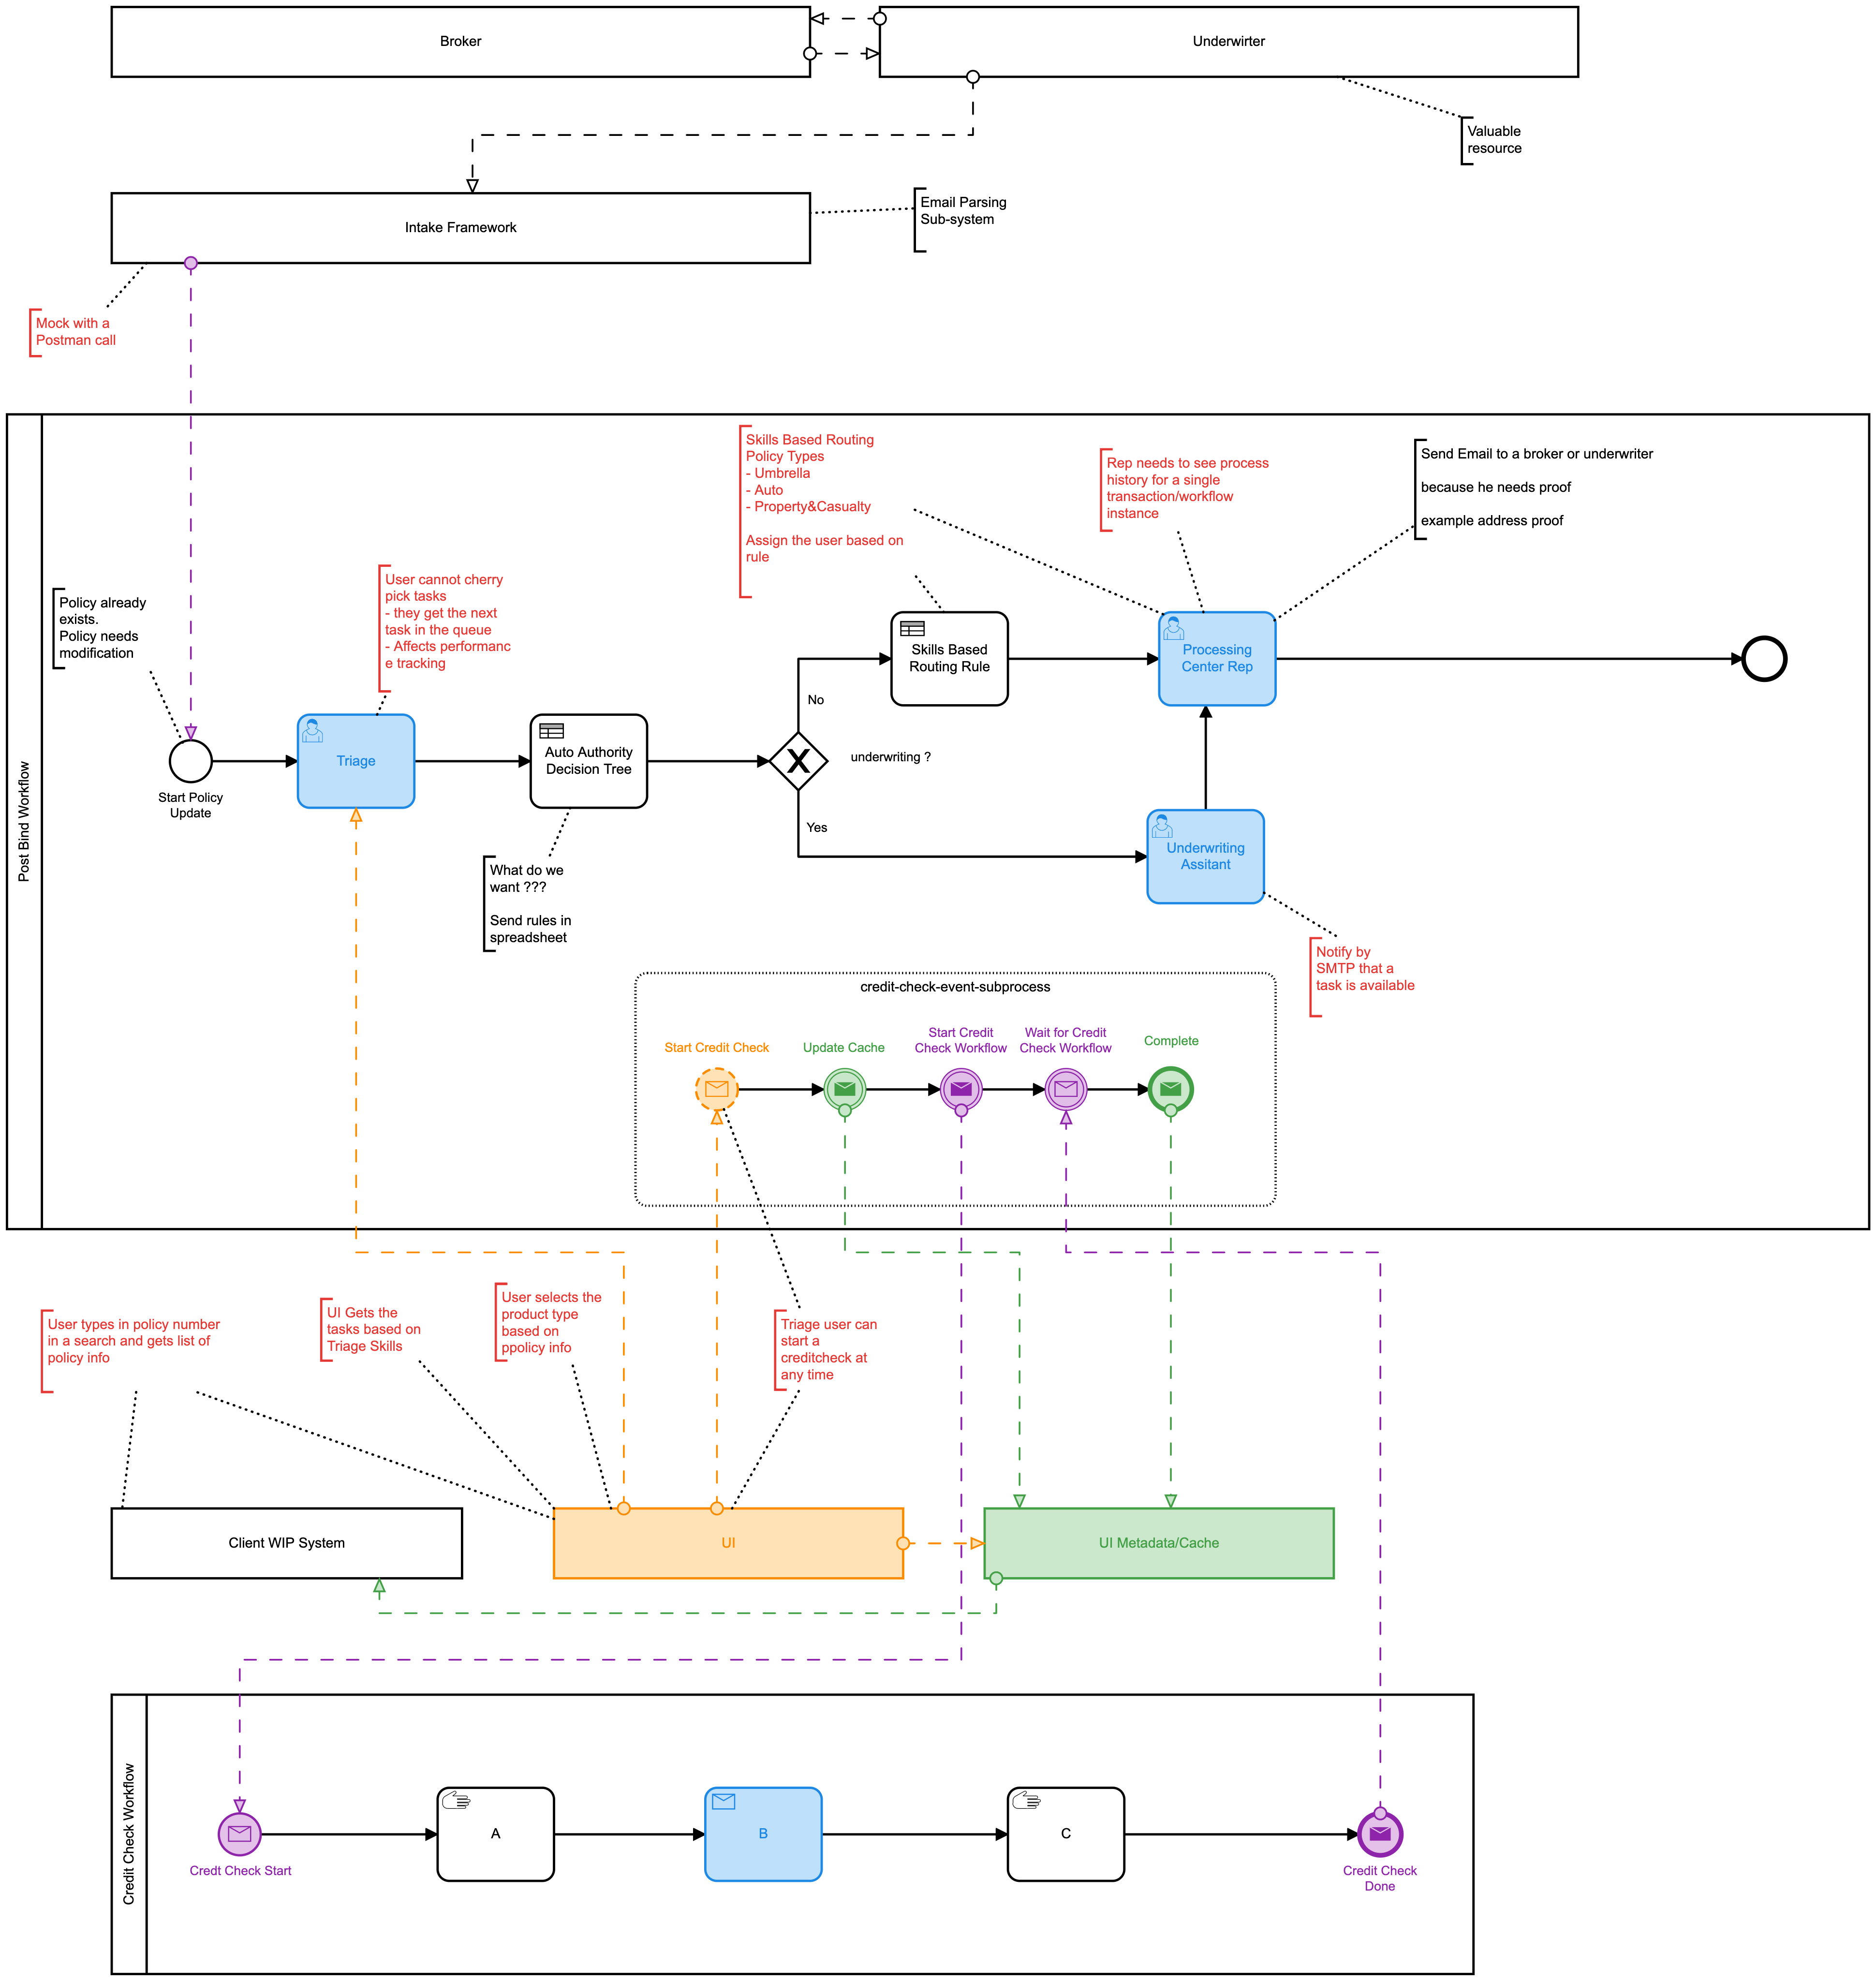 Broker
Underwirter
Valuable
resource
Intake Framework
Email Parsing
Sub-system
Mock with a
Postman call
Post Bind Workflow
Skills Based Routing
Policy Types
- Umbrella
- Auto
- Property&Casualty
Assign the user based on
rule
Rep needs to see process
history for a single
transaction/workflow
instance
Send Email to a broker or underwriter
because he needs proof
example address proof
Policy already
exists.
Policy needs
modification
User cannot cherry
pick tasks
- they get the next
task in the queue
- Affects performanc
e tracking
Start Policy
Update
Triage
Auto Authority
Decision Tree
What do we
want ???
Send rules in
spreadsheet
No
underwriting ?
Yes
Skills Based
Routing Rule
Processing
Center Rep
Underwriting
Assitant
Notify by
SMTP that a
task is available
credit-check-event-subprocess
Start Credit Check
Update Cache
Start Credit
Check Workflow
Wait for Credit
Check Workflow
Complete
User types in policy number
in a search and gets list of
policy info
UI Gets the
tasks based on
Triage Skills
User selects the
product type
based on
ppolicy info
Triage user can
start a
creditcheck at
any time
Client WIP System
UI
UI Metadata/Cache
Credit Check Workflow
Credt Check Start
A
B
C
Credit Check
Done